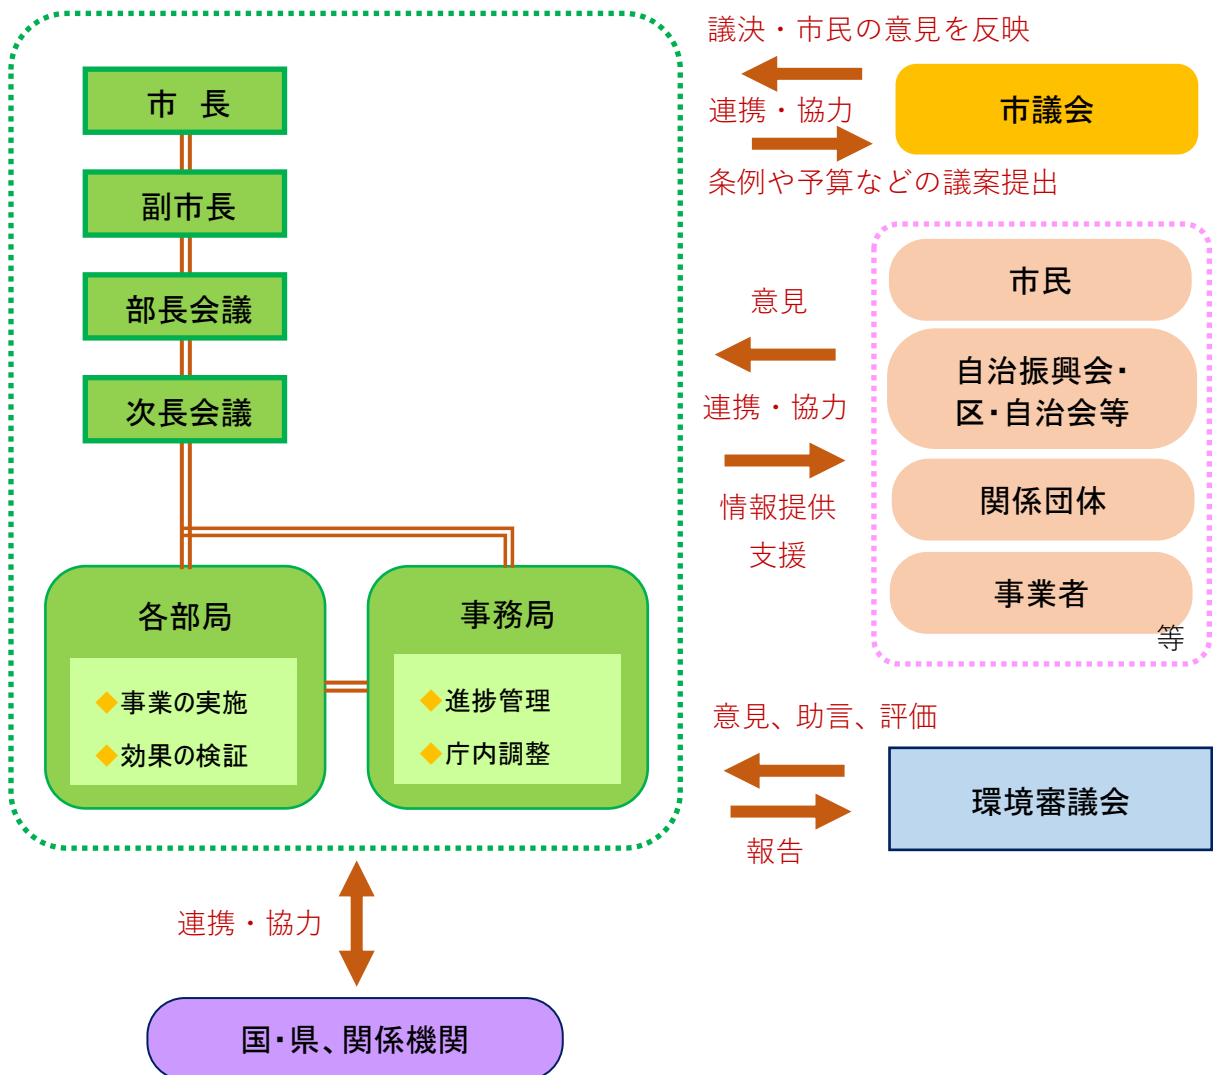 市 長
副市長
部長会議
次長会議
各部局
◆事業の実施
◆効果の検証
事務局
◆進捗管理
◆庁内調整
議決・市民の意見を反映
連携・協力
条例や予算などの議案提出
市議会
意見
連携・協力
情報提供
支援
市民
自治振興会・
区・自治会等
関係団体
事業者
等
意見、助言、評価
報告
環境審議会
連携・協力
国・県、関係機関